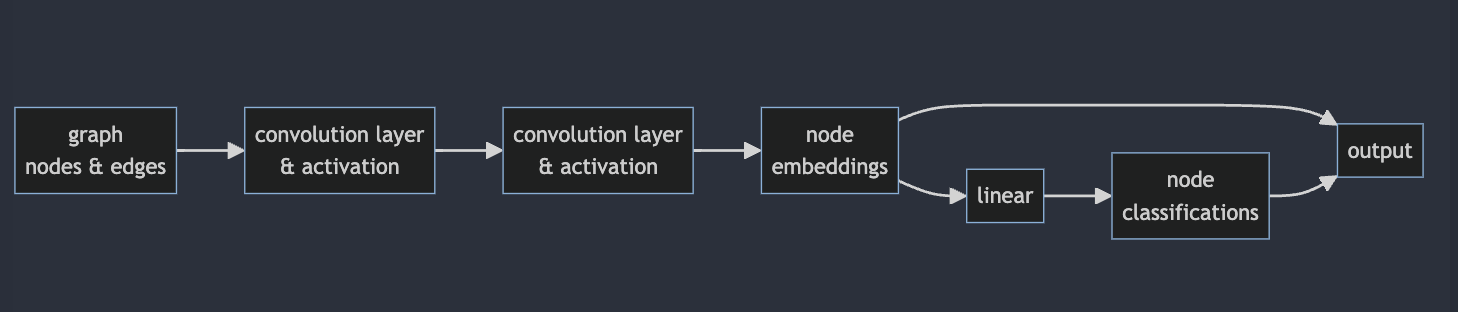 graph
nodes & edges
convolution layer
& activation
convolution layer
& activation
node
embeddings
linear
node
classifications
output